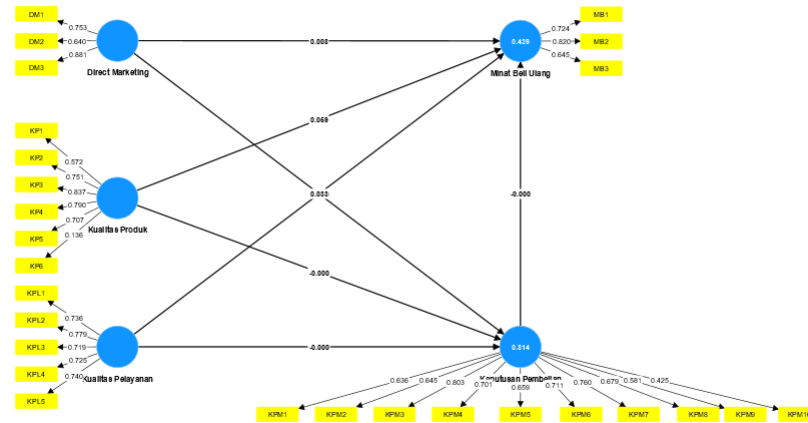 DM1
0.753
DM2
0.640
DM3
0.881
Direct Marketing
MB1
0.724
MB2
0.820
MB3
0.645
0.429
Minat Beli Ulang
0.069
-0.000
KP1
0.572
KP2
0.751
KP3
0.837
KP4
0.790
KP5
0.707
KP6
0.136
Kualitas Produk
-0.000
KPL1
0.736
KPL2
0.779
KPL3
0.719
KPL4
0.725
KPL5
0.740
Kualitas Pelayanan
-0.000
0.314
Keputusan Pembelian
0.636
0.645
0.803
0.701
0.659
0.711
0.760
0.679
0.581
0.425
KPM1
KPM2
KPM3
KPM4
KPM5
KPM6
KPM7
KPM8
KPM9
KPM10